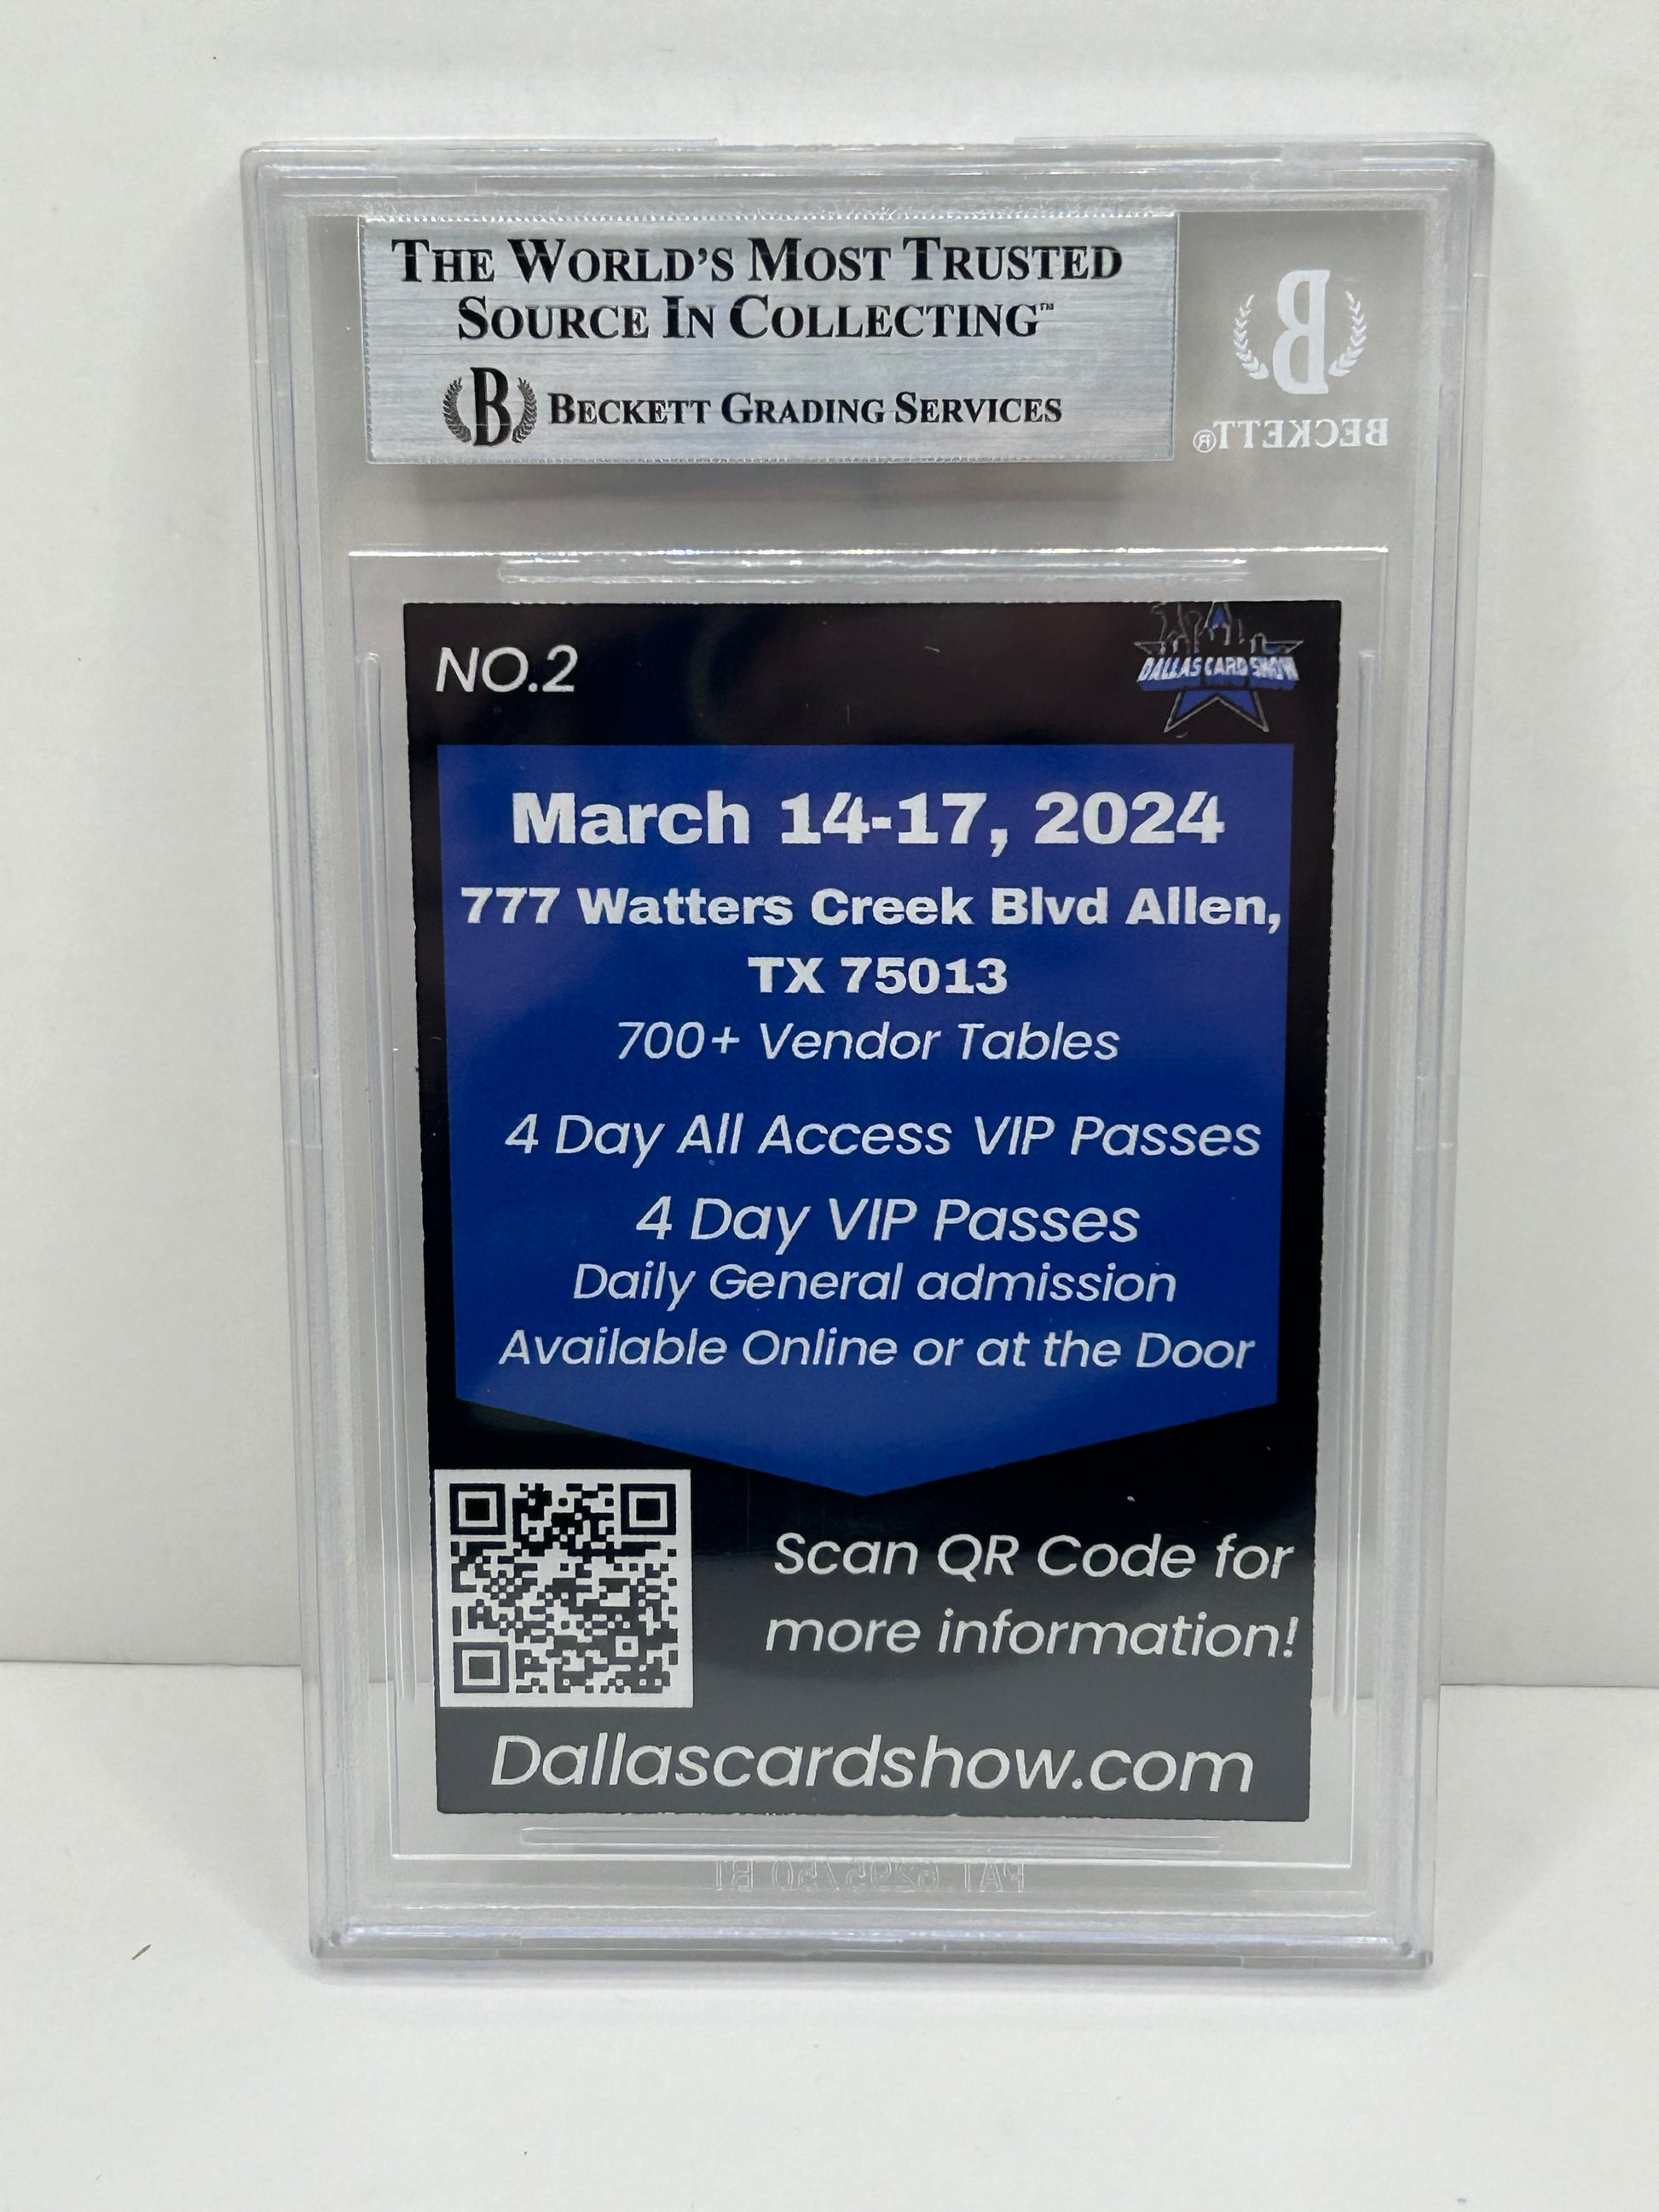 THE WORLD'S MOST TRUSTED
SOURCE IN COLLECTING™
B BECKETT GRADING SERVICES
B
BECKETT®
NO.2
DALLAS CARD SHOW
March 14-17, 2024
777 Watters Creek Blvd Allen,
TX 75013
700+ Vendor Tables
4 Day All Access VIP Passes
4 Day VIP Passes
Daily General admission
Available Online or at the Door
Scan QR Code for
more information!
Dallascardshow.com